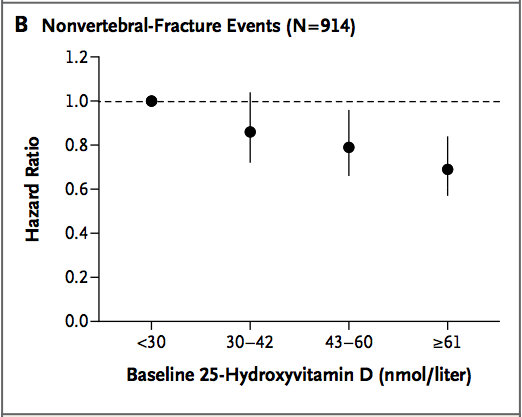 B Nonvertebral-Fracture Events (N=914)
1.2
1.0
0.8
0.6
0.4
0.2
0.0
Hazard Ratio
<30 30–42 43–60 ≥61
Baseline 25-Hydroxyvitamin D (nmol/liter)